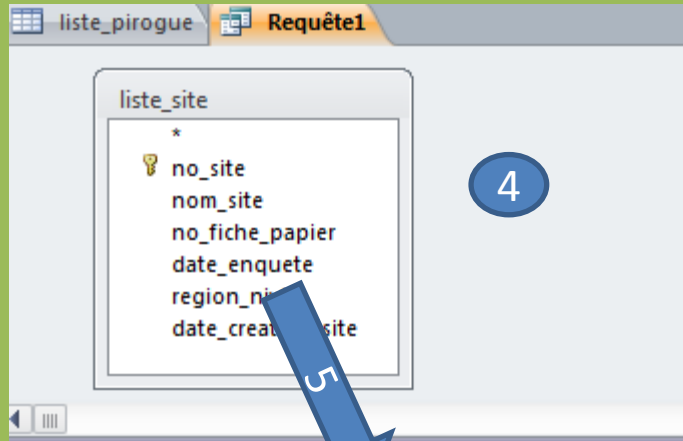 liste_pirogue Requête1
liste_site
*
no_site
nom_site
no_fiche_papier
date_enquete
4
5